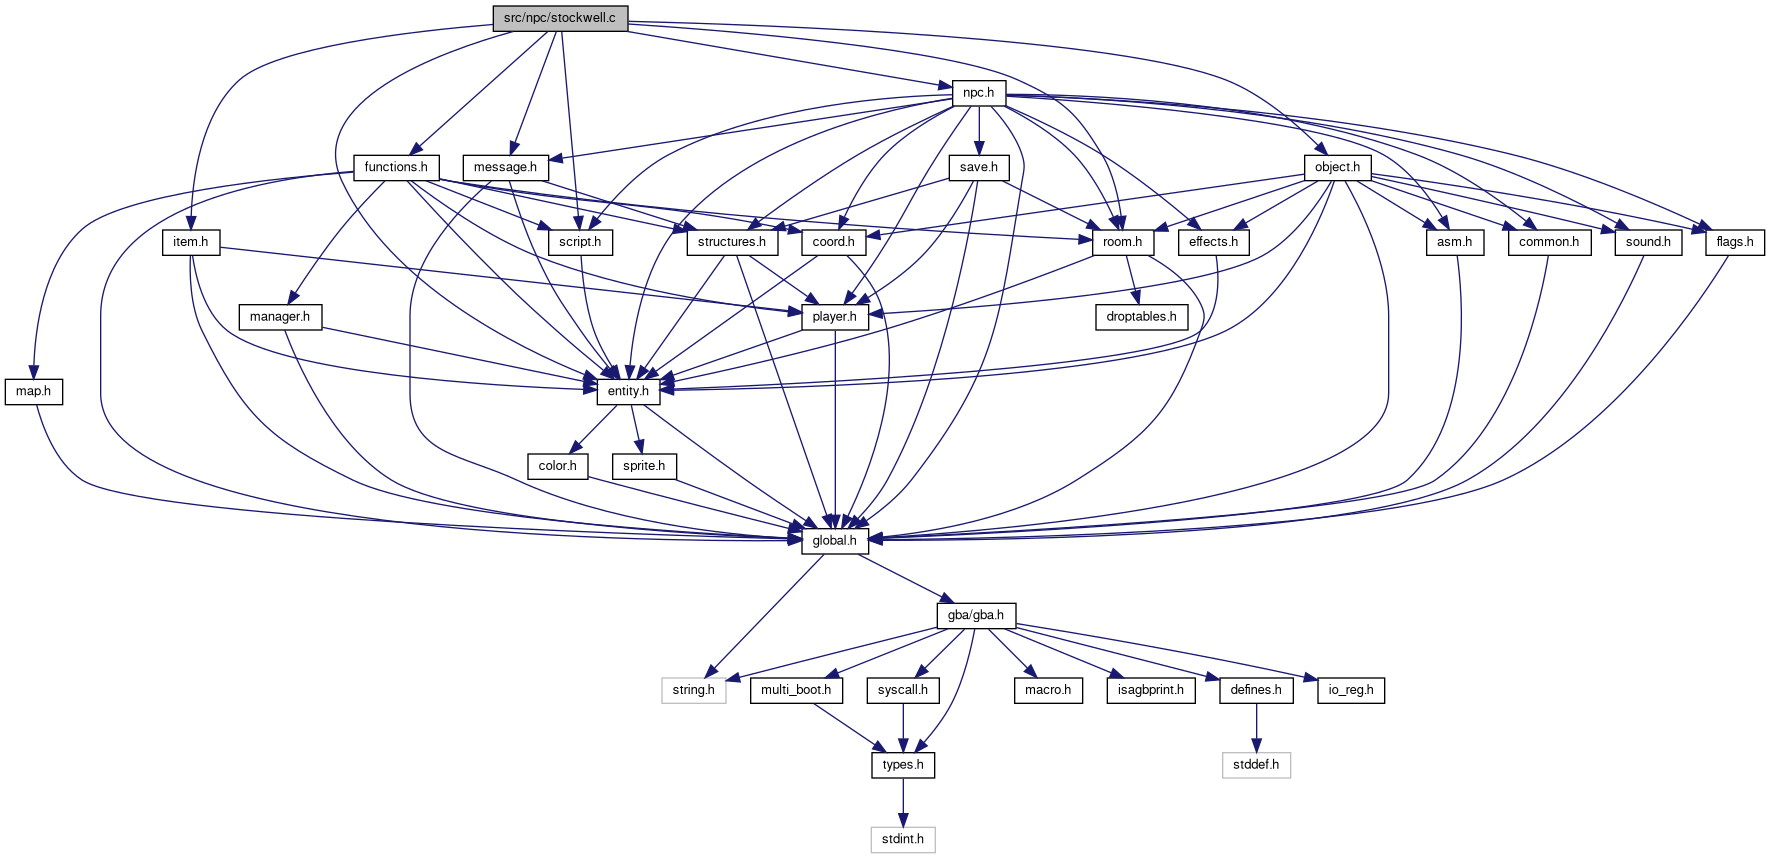 src/npc/stockwell.c
npc.h
functions.h
message.h
save.h
object.h
item.h
script.h
structures.h
coord.h
room.h
effects.h
asm.h
common.h
sound.h
flags.h
manager.h
player.h
droptables.h
map.h
entity.h
color.h
sprite.h
global.h
gba/gba.h
string.h
multi_boot.h
syscall.h
macro.h
isagbprint.h
defines.h
io_reg.h
types.h
stddef.h
stdint.h